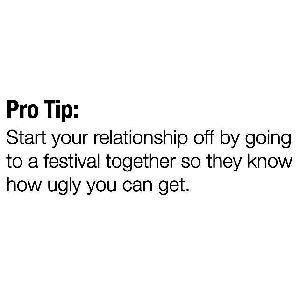 Pro Tip:
Start your relationship off by going
to a festival together so they know
how ugly you can get.